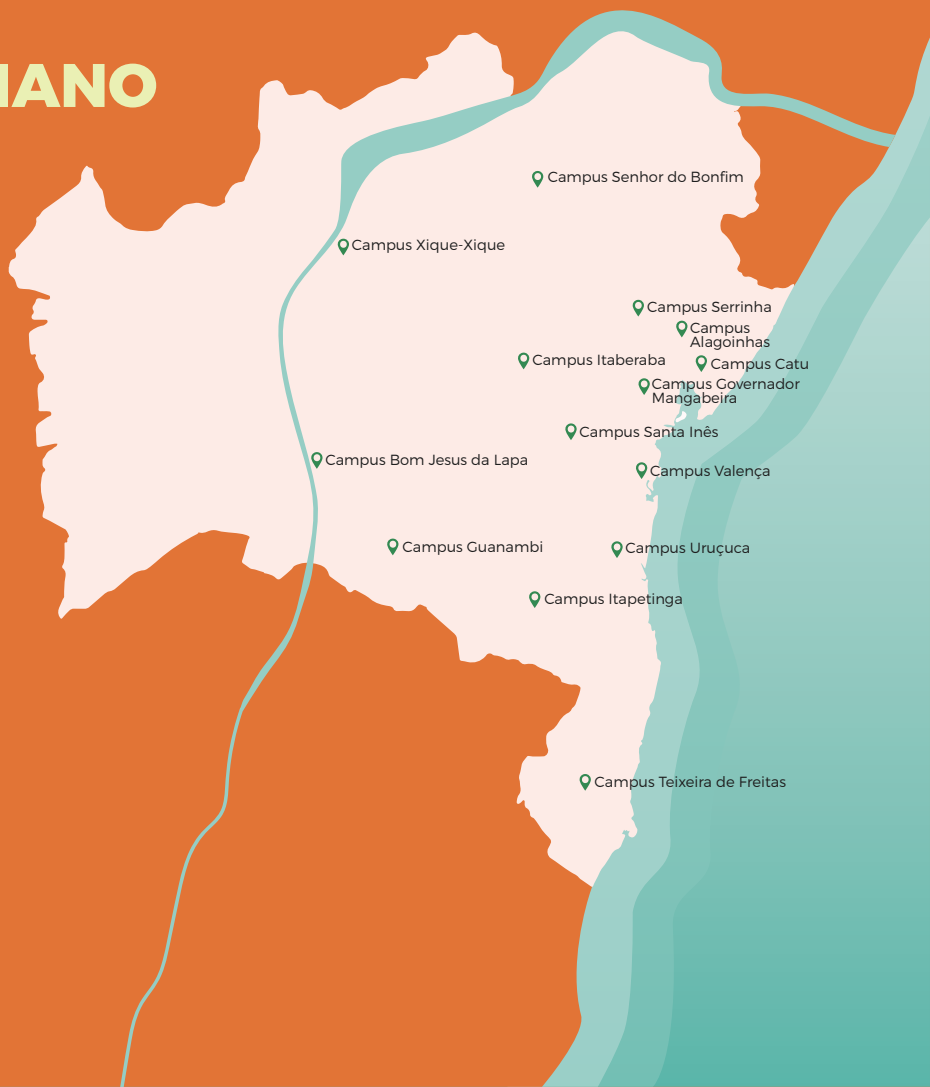 IANO
Campus Senhor do Bonfim
Campus Xique-Xique
Campus Serrinha
Campus
Alagoinhas
Campus Itaberaba
Campus Catu
Campus Governador
Mangabeira
Campus Santa Inês
Campus Bom Jesus da Lapa
Campus Valença
Campus Guanambi
Campus Uruçuca
Campus Itapetinga
Campus Teixeira de Freitas